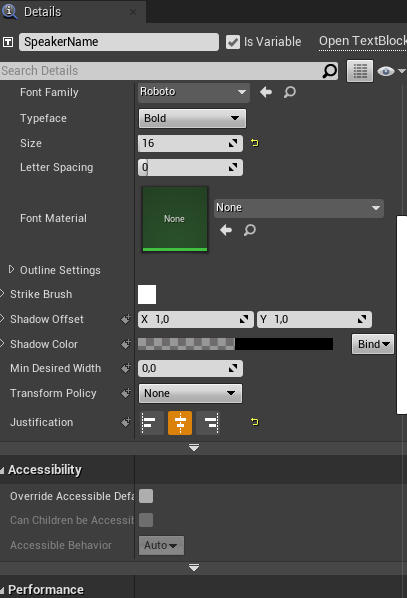 Details
SpeakerName Is Variable Open TextBlock
Search Details
Font Family Roboto
Typeface Bold
Size 16
Letter Spacing 0
Font Material None None
Outline Settings
Strike Brush
Shadow Offset X 1,0 Y 1,0
Shadow Color Bind
Min Desired Width 0,0
Transform Policy None
Justification
Accessibility
Override Accessible Defa
Can Children be Accessib
Accessible Behavior Auto
Performance